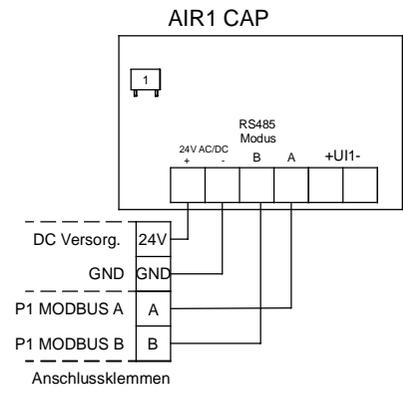 AIR1 CAP
1
RS485
Modus
24V AC/DC
+ - B A +UI1-
DC Versorg. 24V
GND GND
P1 MODBUS A A
P1 MODBUS B B
Anschlussklemmen